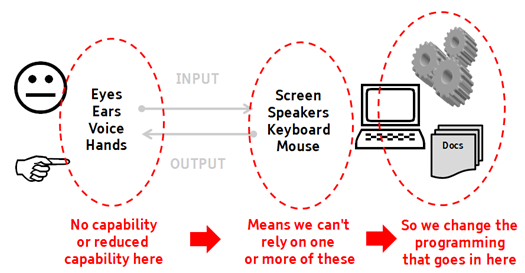 INPUT
Eyes
Ears
Voice
Hands
Screen
Speakers
Keyboard
Mouse
OUTPUT
Docs
No capability
or reduced
capability here
Means we can't
rely on one
or more of these
So we change the
programming
that goes in here